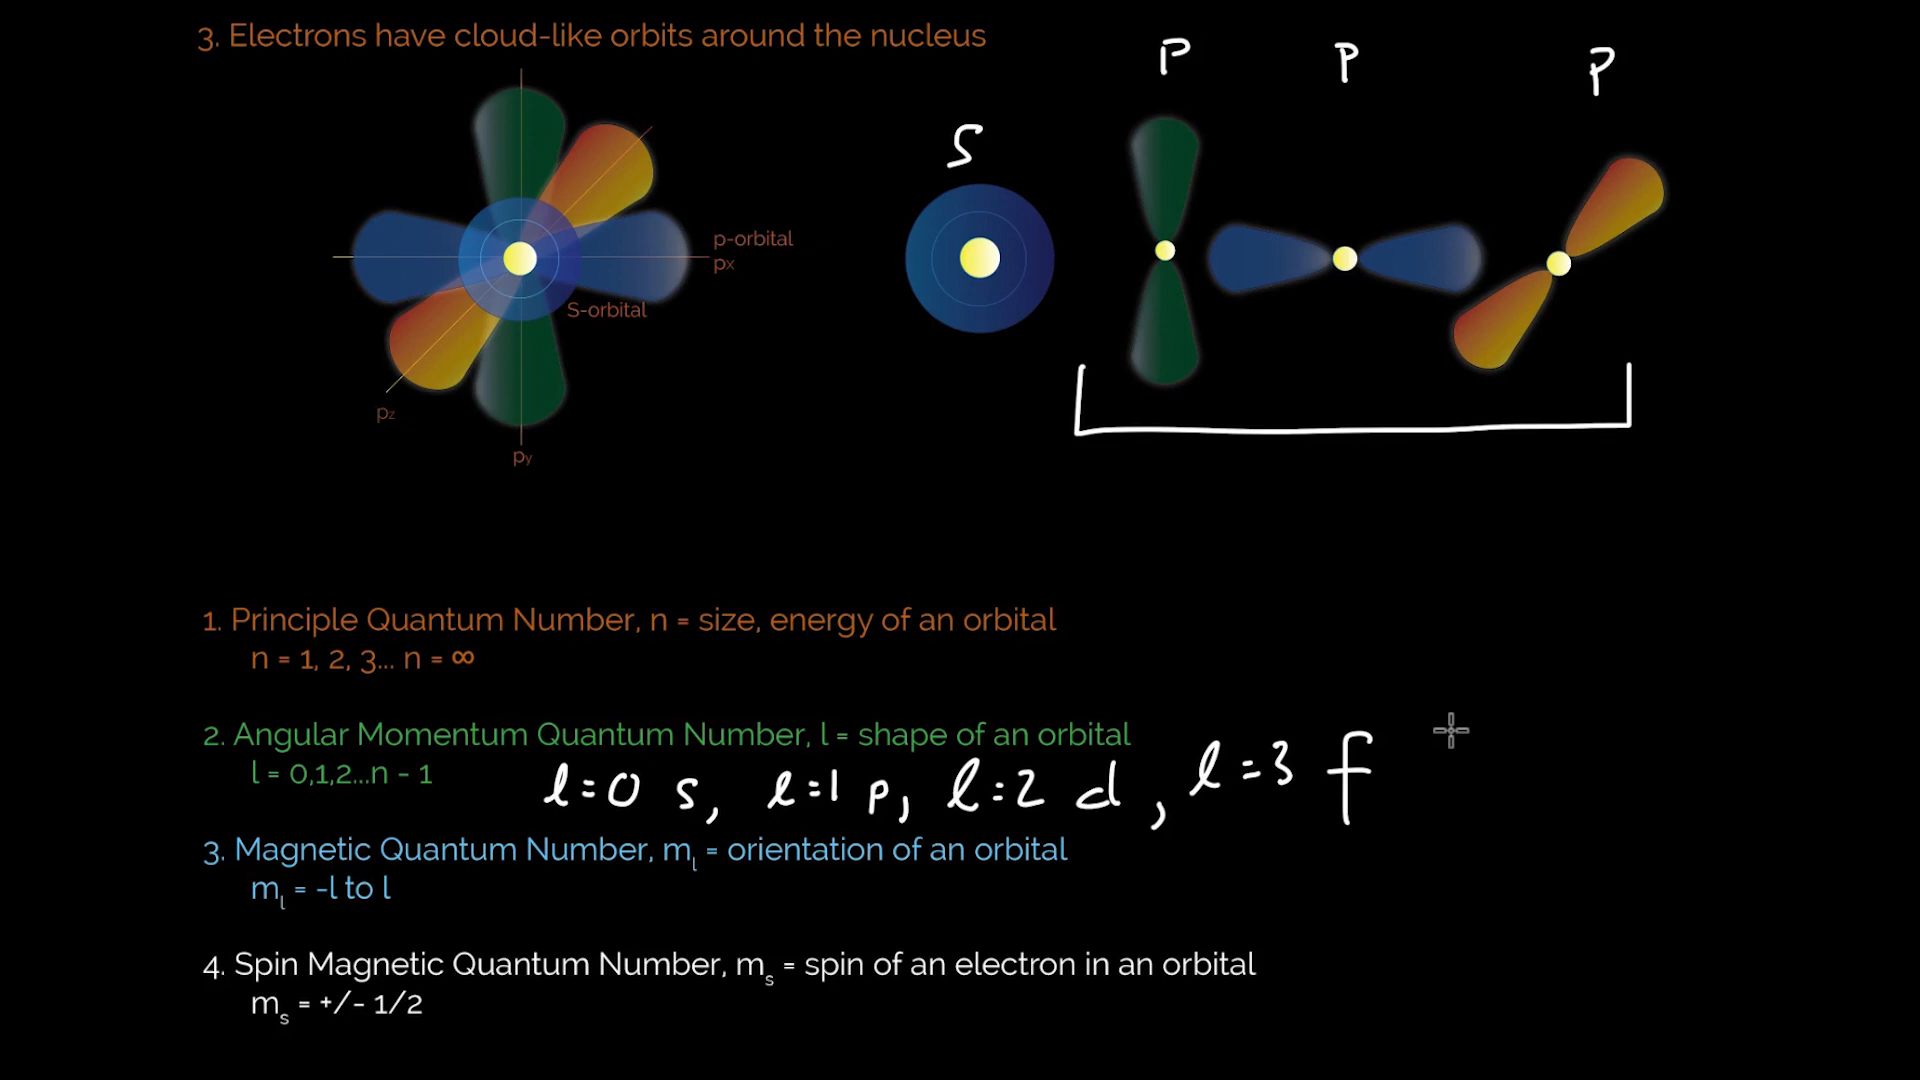 3. Electrons have cloud-like orbits around the nucleus
P P P
S
p-orbital
px
S-orbital
pz
py
1. Principle Quantum Number, n = size, energy of an orbital
n = 1, 2, 3... n = ∞
2. Angular Momentum Quantum Number, l = shape of an orbital
l = 0,1,2...n - 1
l=0 s, l=1 p, l=2 d, l=3 f
3. Magnetic Quantum Number, ml = orientation of an orbital
ml = -l to l
4. Spin Magnetic Quantum Number, ms = spin of an electron in an orbital
ms = +/- 1/2